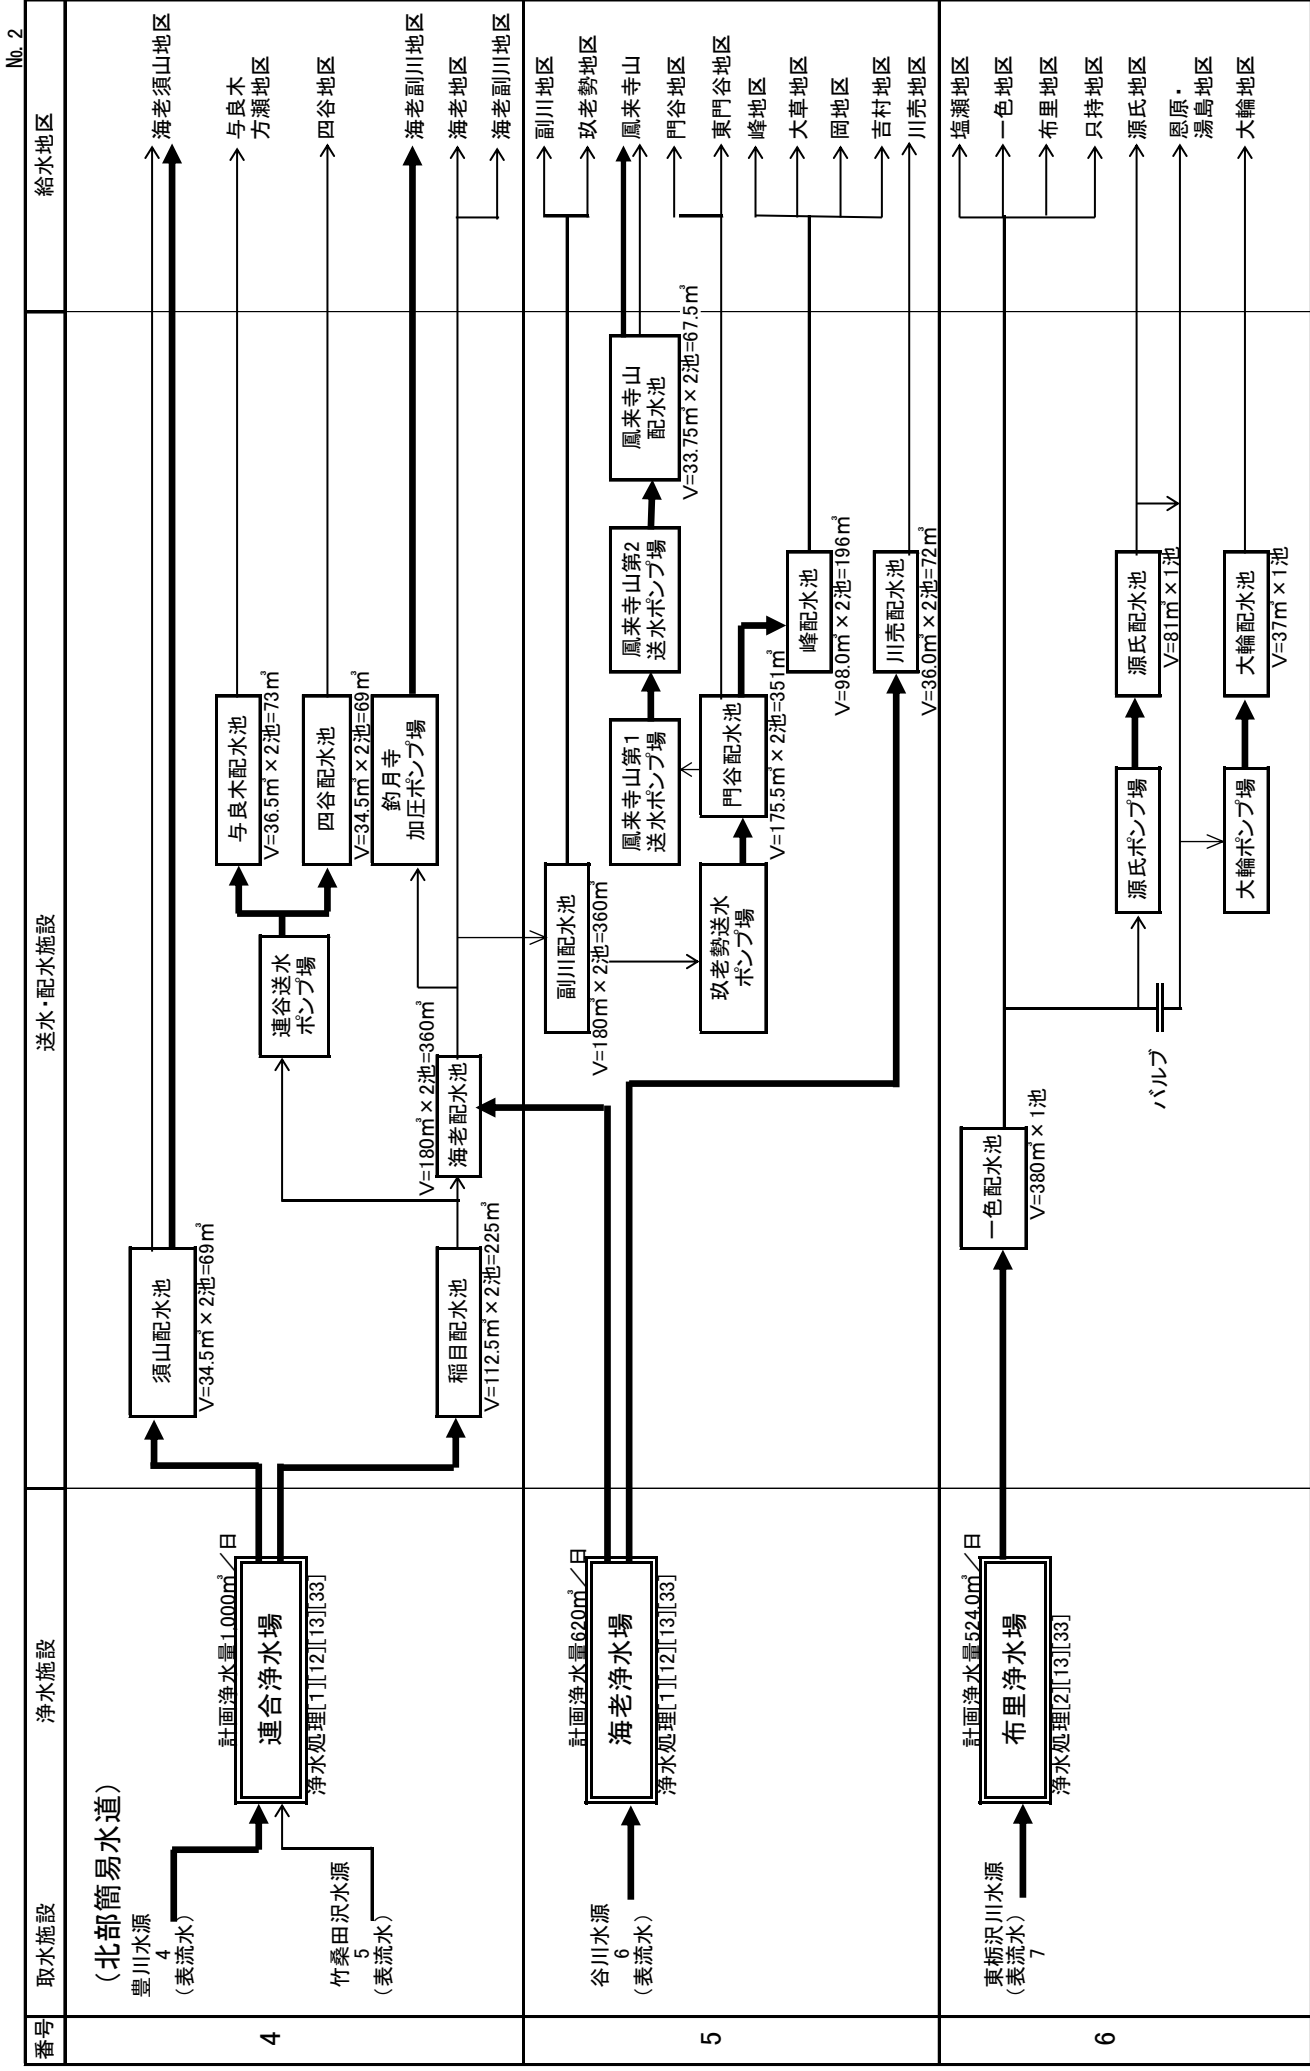 No. 2
番号
取水施設
浄水施設
送水・配水施設
給水地区
4
(北部簡易水道)
豊川水源
4
(表流水)
竹桑田沢水源
5
(表流水)
計画浄水量1,000m³/日
連合浄水場
浄水処理[1][12][13][33]
須山配水池
V=34.5m³×2池=69m³
稲目配水池
V=112.5m³×2池=225m³
連谷送水
ポンプ場
海老配水池
V=180m³×2池=360m³
与良木配水池
V=36.5m³×2池=73m³
四谷配水池
V=34.5m³×2池=69m³
釣月寺
加圧ポンプ場
海老須山地区
与良木
方瀬地区
四谷地区
海老副川地区
海老地区
海老副川地区
5
谷川水源
6
(表流水)
計画浄水量620m³/日
海老浄水場
浄水処理[1][12][13][33]
副川配水池
V=180m³×2池=360m³
玖老勢送水
ポンプ場
鳳来寺山第1
送水ポンプ場
門谷配水池
V=175.5m³×2池=351m³
鳳来寺山第2
送水ポンプ場
鳳来寺山
配水池
V=33.75m³×2池=67.5m³
峰配水池
V=98.0m³×2池=196m³
川売配水池
V=36.0m³×2池=72m³
副川地区
玖老勢地区
鳳来寺山
門谷地区
東門谷地区
峰地区
大草地区
岡地区
吉村地区
川売地区
6
東栃沢川水源
(表流水)
7
計画浄水量524.0m³/日
布里浄水場
浄水処理[2][13][33]
一色配水池
V=380m³×1池
バルブ
源氏ポンプ場
源氏配水池
V=81m³×1池
大輪ポンプ場
大輪配水池
V=37m³×1池
塩瀬地区
一色地区
布里地区
只持地区
源氏地区
恩原・
湯島地区
大輪地区